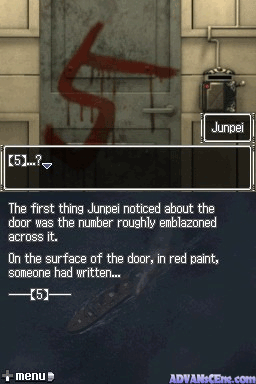 5
Junpei
【5】...?
The first thing Junpei noticed about the
door was the number roughly emblazoned
across it.
On the surface of the door, in red paint,
someone had written...
——【5】——
menu
ADVANsCEne.com